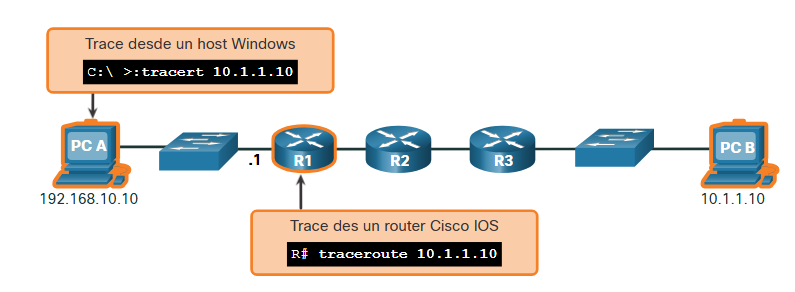 Trace desde un host Windows
C:\ >:tracert 10.1.1.10
PC A
R1
R2
R3
PC B
.1
192.168.10.10
10.1.1.10
Trace des un router Cisco IOS
R# traceroute 10.1.1.10